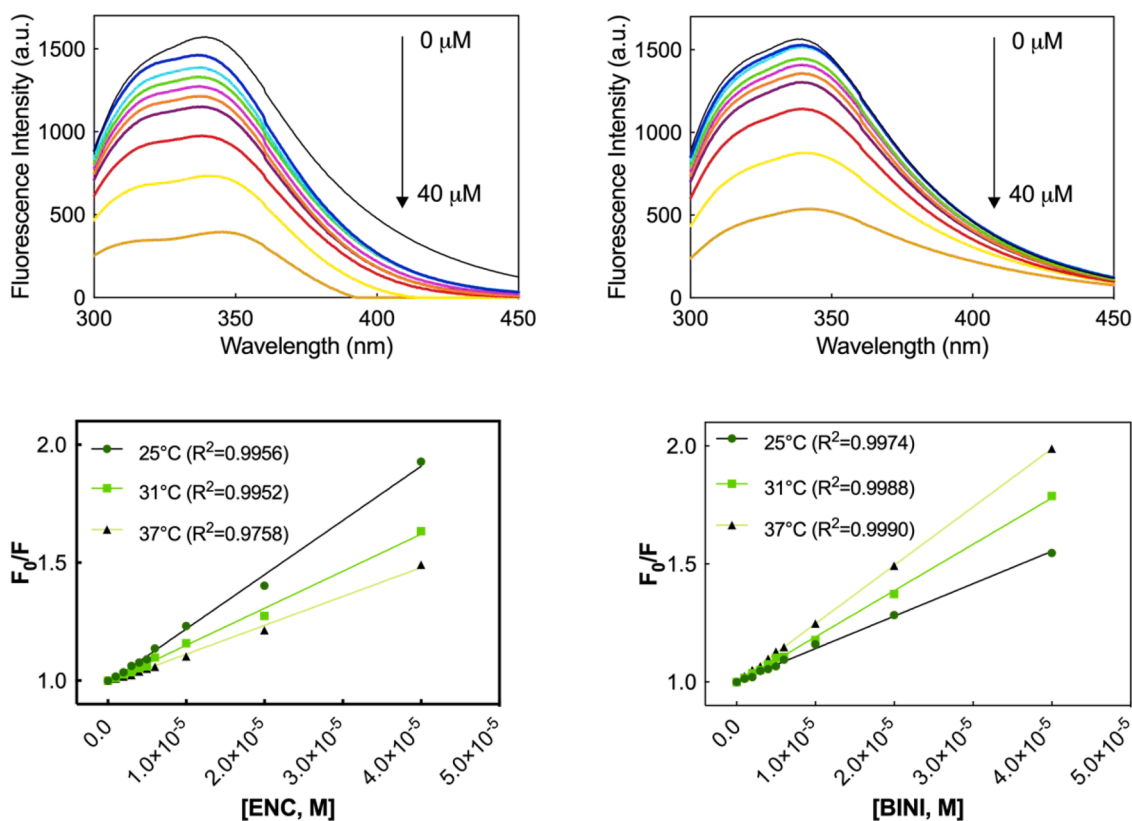 Fluorescence Intensity (a.u.)
1500
1000
500
0
0 µM
40 µM
300
350
400
450
Wavelength (nm)
Fluorescence Intensity (a.u.)
1500
1000
500
0
0 µM
40 µM
300
350
400
450
Wavelength (nm)
F₀/F
2.0
1.5
1.0
25°C (R²=0.9956)
31°C (R²=0.9952)
37°C (R²=0.9758)
0.0
1.0×10⁻⁵
2.0×10⁻⁵
3.0×10⁻⁵
4.0×10⁻⁵
5.0×10⁻⁵
[ENC, M]
F₀/F
2.0
1.5
1.0
25°C (R²=0.9974)
31°C (R²=0.9988)
37°C (R²=0.9990)
0.0
1.0×10⁻⁵
2.0×10⁻⁵
3.0×10⁻⁵
4.0×10⁻⁵
5.0×10⁻⁵
[BINI, M]